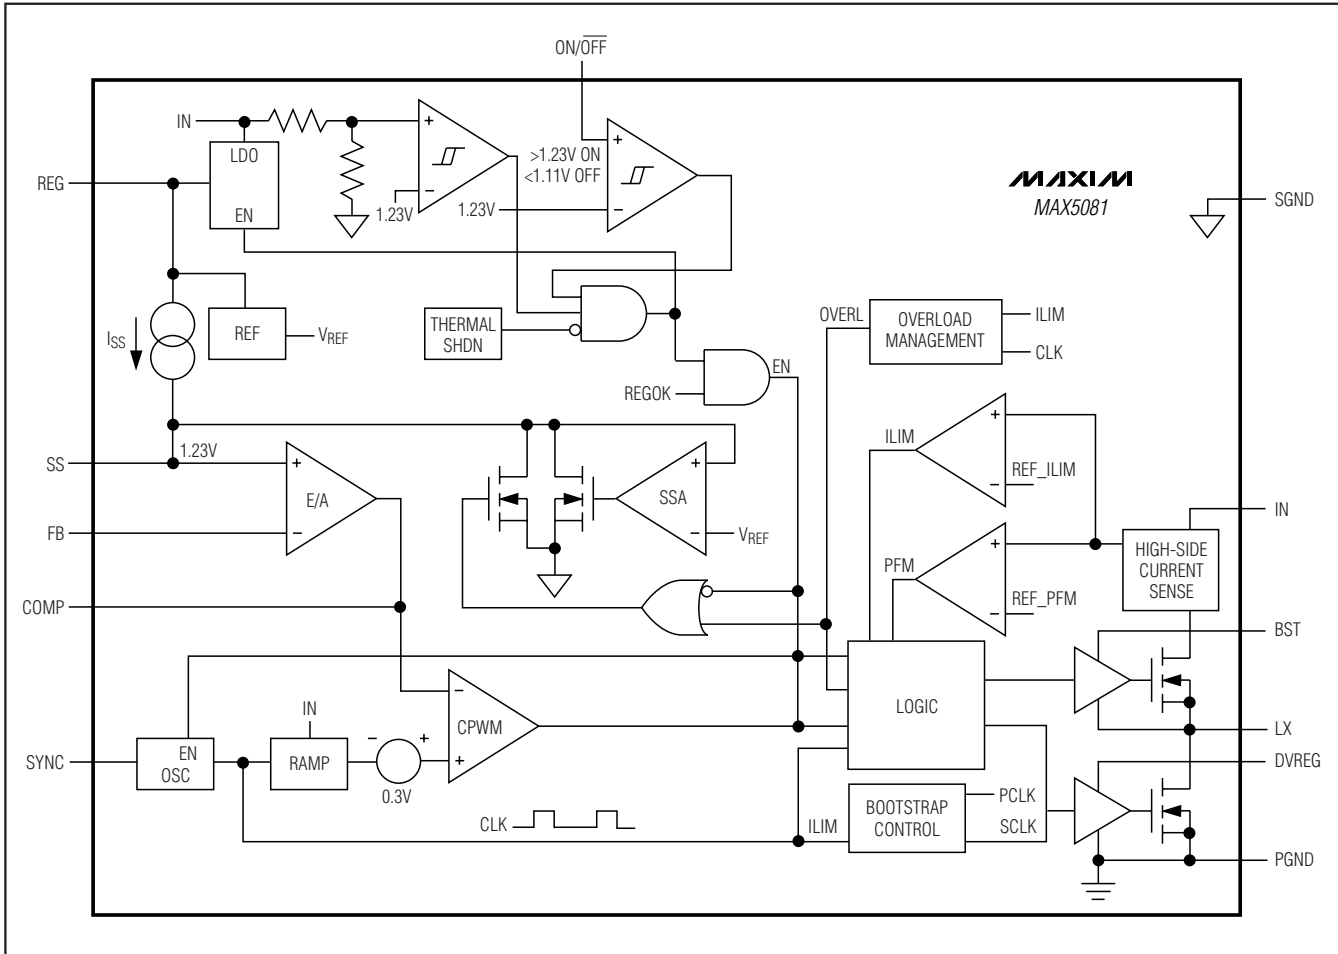 ON/OFF
IN
LDO
EN
+
−
1.23V
>1.23V ON
<1.11V OFF
1.23V
+
−
MAXIM
MAX5081
REG
SGND
ISS
REF
VREF
THERMAL
SHDN
REGOK
EN
OVERL
OVERLOAD
MANAGEMENT
ILIM
CLK
SS
1.23V
FB
+
E/A
−
+
SSA
−
VREF
ILIM
+
REF_ILIM
−
PFM
+
REF_PFM
−
IN
HIGH-SIDE
CURRENT
SENSE
COMP
BST
LOGIC
LX
DVREG
SYNC
EN
OSC
IN
RAMP
−
+
0.3V
−
CPWM
+
CLK
ILIM
BOOTSTRAP
CONTROL
PCLK
SCLK
PGND